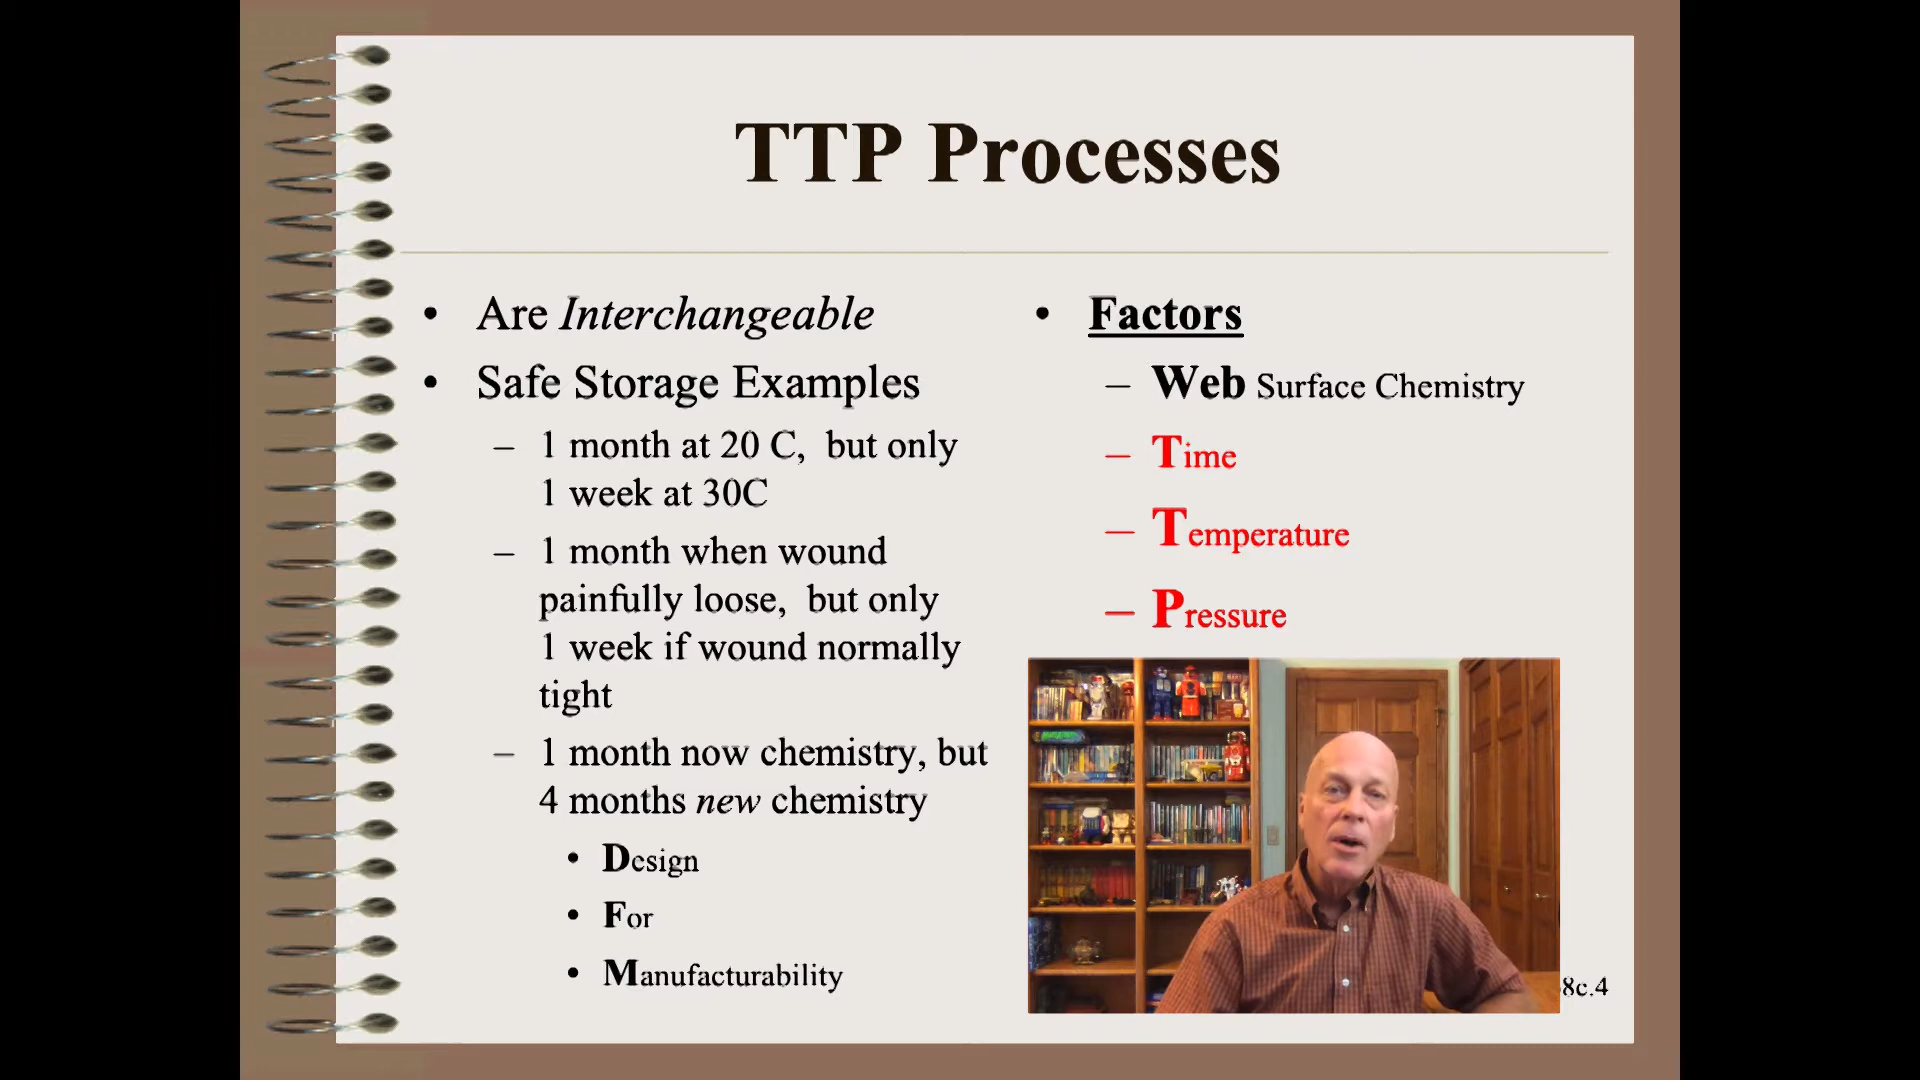 TTP Processes
• Are Interchangeable
• Safe Storage Examples
– 1 month at 20 C, but only
1 week at 30C
– 1 month when wound
painfully loose, but only
1 week if wound normally
tight
– 1 month now chemistry, but
4 months new chemistry
• Design
• For
• Manufacturability
• Factors
– Web Surface Chemistry
– Time
– Temperature
– Pressure
8c.4